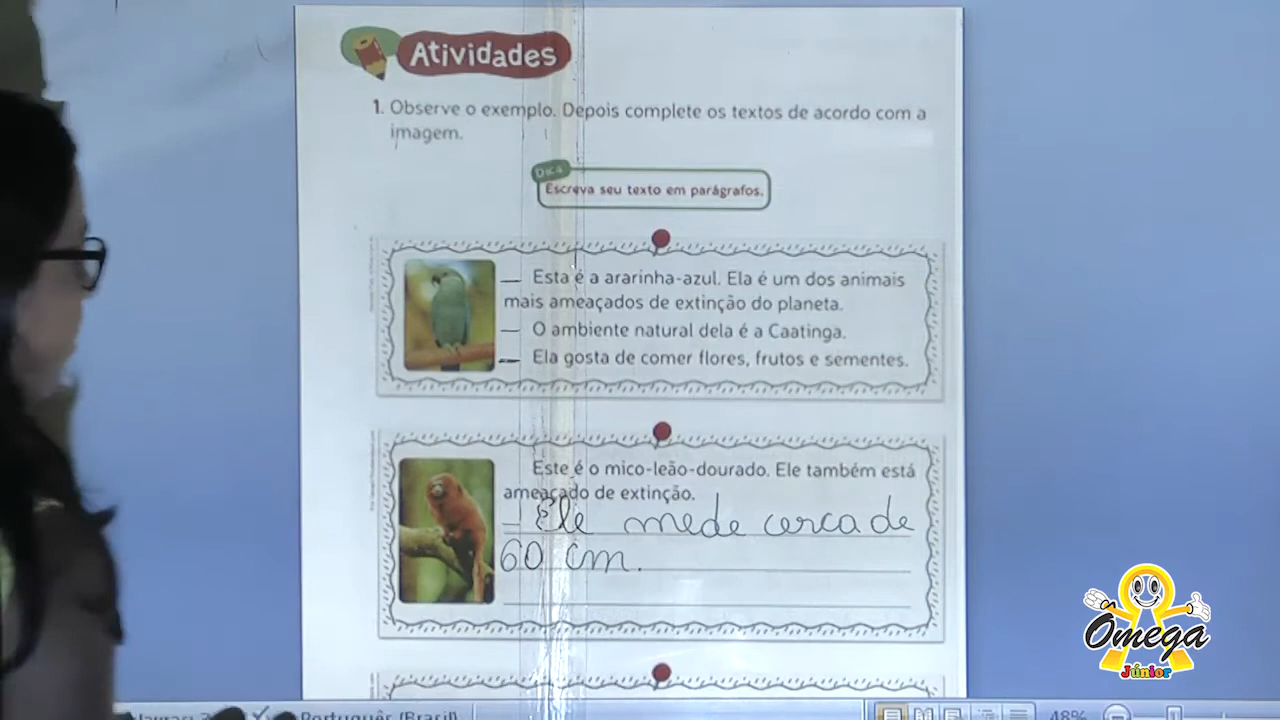 Atividades
1. Observe o exemplo. Depois complete os textos de acordo com a
imagem.
Dica
Escreva seu texto em parágrafos.
Esta é a ararinha-azul. Ela é um dos animais
mais ameaçados de extinção do planeta.
O ambiente natural dela é a Caatinga.
Ela gosta de comer flores, frutos e sementes.
Este é o mico-leão-dourado. Ele também está
ameaçado de extinção.
Ele mede cerca de
60 cm.
Ômega
Júnior
Português (Brasil)
48%